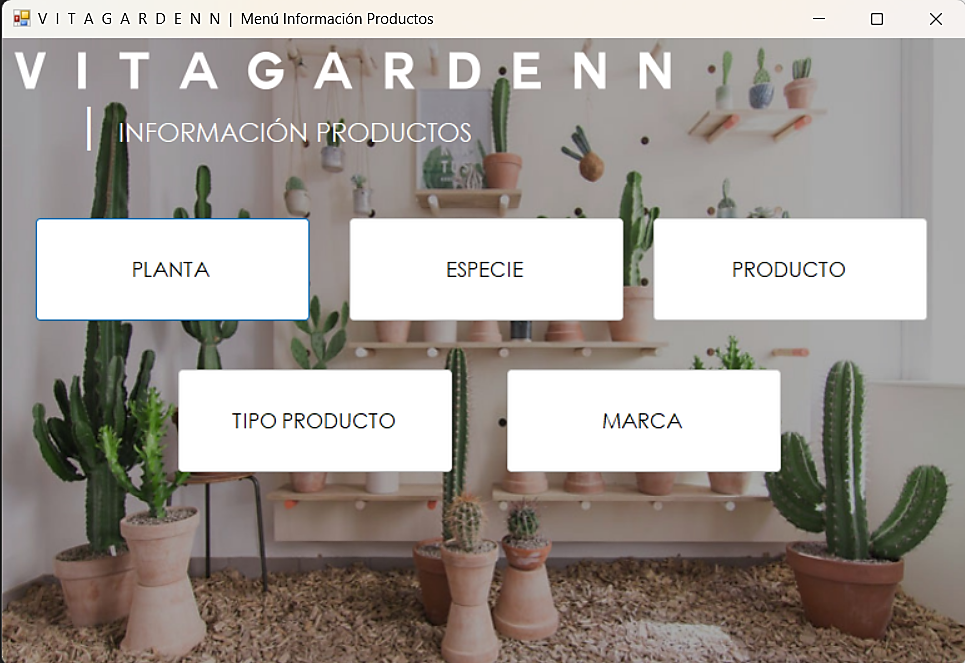 V I T A G A R D E N N | Menú Información Productos
V I T A G A R D E N N
INFORMACIÓN PRODUCTOS
PLANTA
ESPECIE
PRODUCTO
TIPO PRODUCTO
MARCA